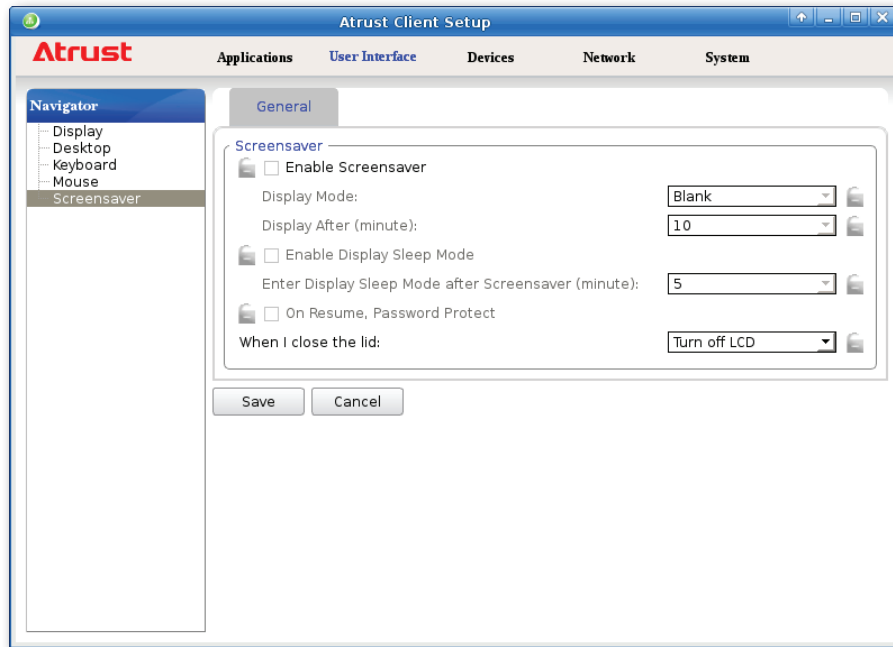 Atrust Client Setup
Atrust
Applications User Interface Devices Network System
Navigator
Display
Desktop
Keyboard
Mouse
Screensaver
General
Screensaver
Enable Screensaver
Display Mode: Blank
Display After (minute): 10
Enable Display Sleep Mode
Enter Display Sleep Mode after Screensaver (minute): 5
On Resume, Password Protect
When I close the lid: Turn off LCD
Save Cancel